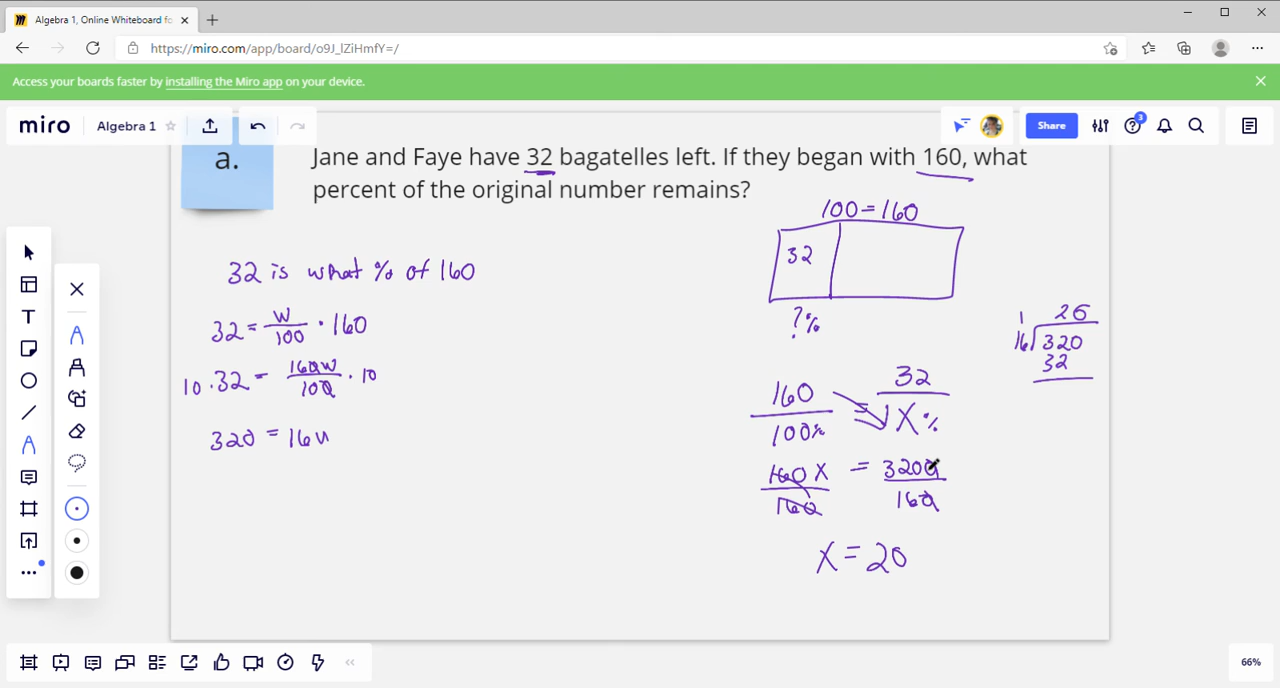 Algebra 1, Online Whiteboard fo
https://miro.com/app/board/o9J_lZiHmfY=/
Access your boards faster by installing the Miro app on your device.
miro
Algebra 1
Share
3
a.
Jane and Faye have 32 bagatelles left. If they began with 160, what
percent of the original number remains?
32 is what % of 160
32 = W/100 · 160
10 · 32 = 160W/100 · 10
320 = 16W
100 = 160
32
?%
160/100% = 32/X%
160X/160 = 3200/160
X = 20
1 20
16 320
32
66%